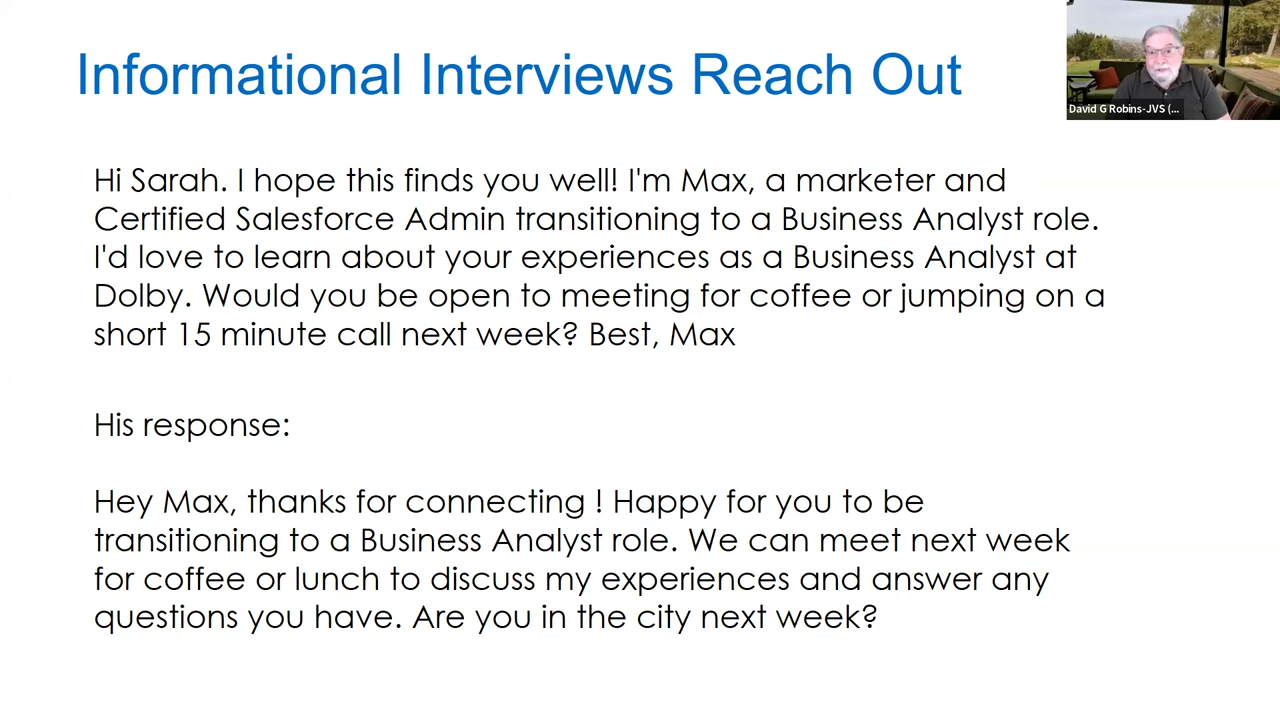 Informational Interviews Reach Out
David G Robins-JVS (...
Hi Sarah. I hope this finds you well! I'm Max, a marketer and
Certified Salesforce Admin transitioning to a Business Analyst role.
I'd love to learn about your experiences as a Business Analyst at
Dolby. Would you be open to meeting for coffee or jumping on a
short 15 minute call next week? Best, Max
His response:
Hey Max, thanks for connecting ! Happy for you to be
transitioning to a Business Analyst role. We can meet next week
for coffee or lunch to discuss my experiences and answer any
questions you have. Are you in the city next week?